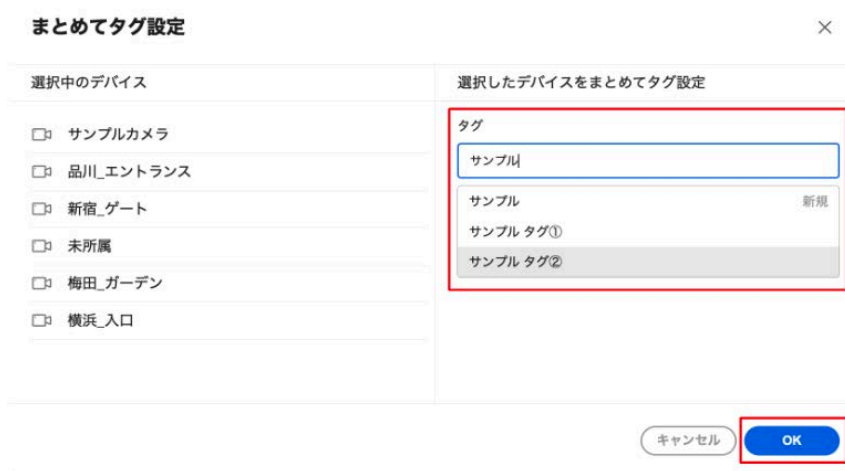 まとめてタグ設定
選択中のデバイス
サンプルカメラ
品川_エントランス
新宿_ゲート
未所属
梅田_ガーデン
横浜_入口
選択したデバイスをまとめてタグ設定
タグ
サンプル
サンプル 新規
サンプル タグ①
サンプル タグ②
キャンセル OK